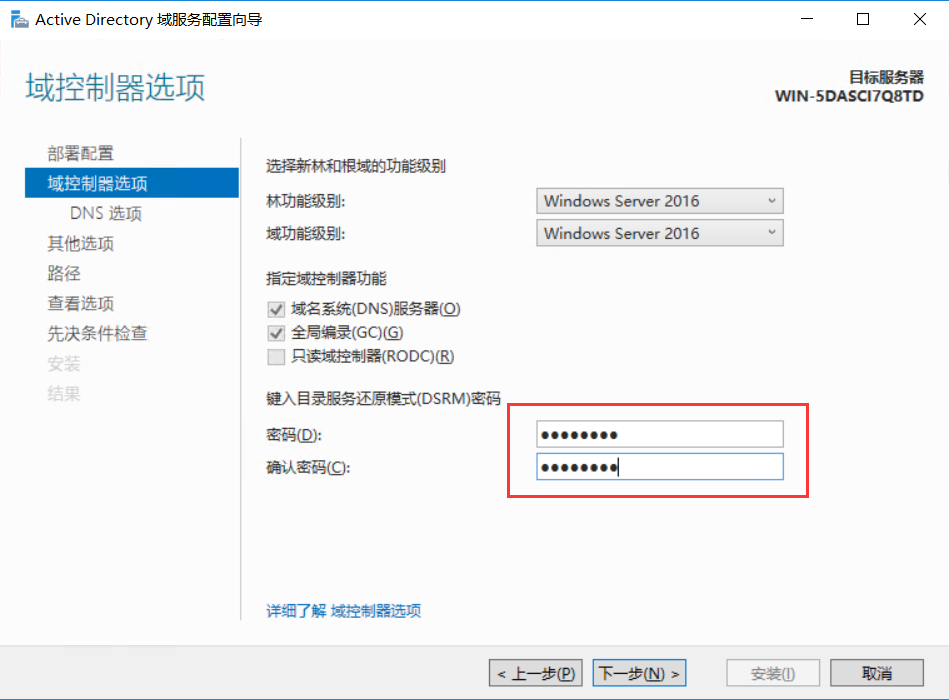 Active Directory 域服务配置向导
域控制器选项
目标服务器
WIN-5DASCI7Q8TD
部署配置
域控制器选项
DNS 选项
其他选项
路径
查看选项
先决条件检查
安装
结果
选择新林和根域的功能级别
林功能级别: Windows Server 2016
域功能级别: Windows Server 2016
指定域控制器功能
域名系统(DNS)服务器(O)
全局编录(GC)(G)
只读域控制器(RODC)(R)
键入目录服务还原模式(DSRM)密码
密码(D): ●●●●●●●●
确认密码(C): ●●●●●●●●
详细了解 域控制器选项
< 上一步(P) 下一步(N) > 安装(I) 取消